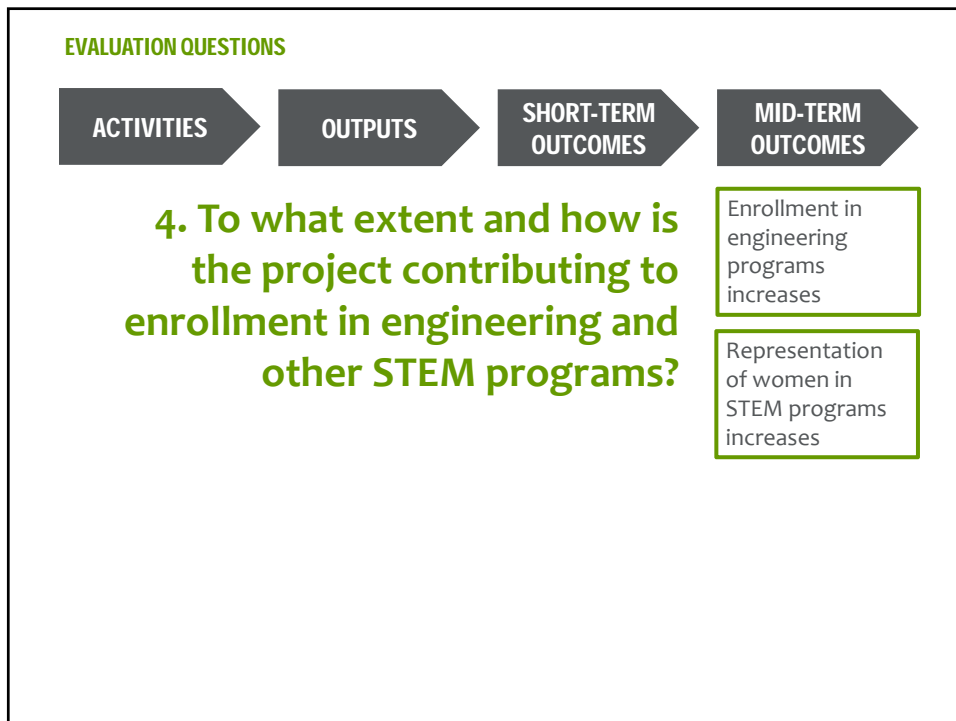 EVALUATION QUESTIONS
ACTIVITIES
OUTPUTS
SHORT-TERM
OUTCOMES
MID-TERM
OUTCOMES
4. To what extent and how is
the project contributing to
enrollment in engineering and
other STEM programs?
Enrollment in
engineering
programs
increases
Representation
of women in
STEM programs
increases